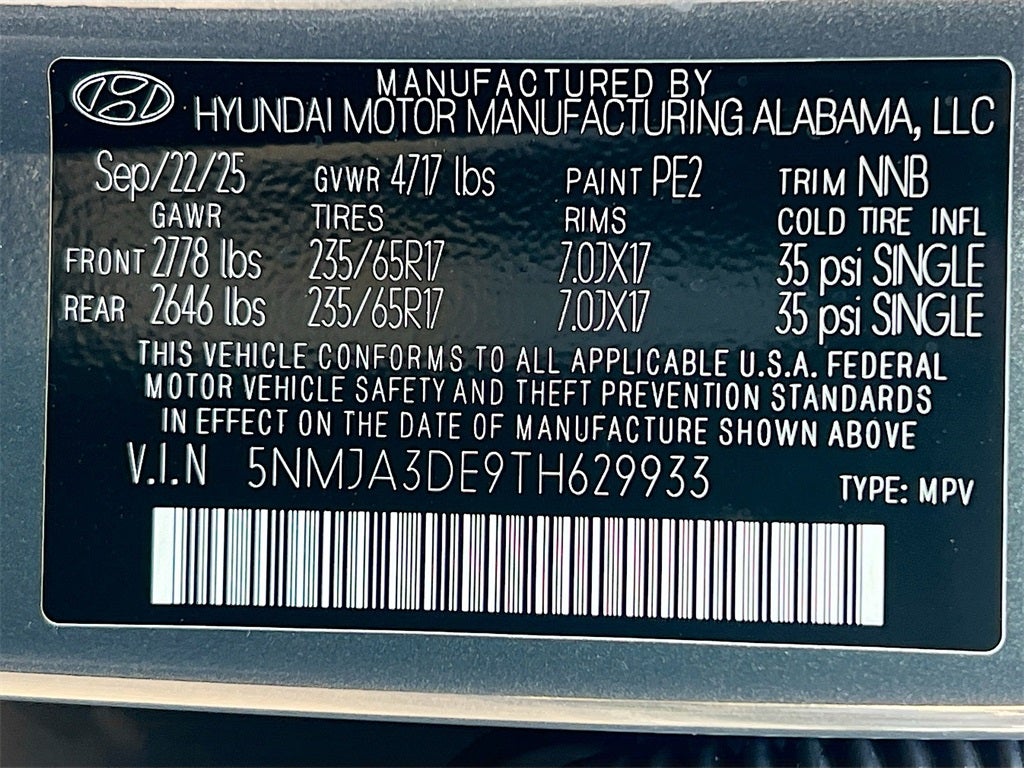 MANUFACTURED BY
HYUNDAI MOTOR MANUFACTURING ALABAMA, LLC
Sep/22/25 GVWR 4717 lbs PAINT PE2 TRIM NNB
GAWR TIRES RIMS COLD TIRE INFL
FRONT 2778 lbs 235/65R17 7.0JX17 35 psi SINGLE
REAR 2646 lbs 235/65R17 7.0JX17 35 psi SINGLE
THIS VEHICLE CONFORMS TO ALL APPLICABLE U.S.A. FEDERAL
MOTOR VEHICLE SAFETY AND THEFT PREVENTION STANDARDS
IN EFFECT ON THE DATE OF MANUFACTURE SHOWN ABOVE
V.I.N 5NMJA3DE9TH629933 TYPE: MPV